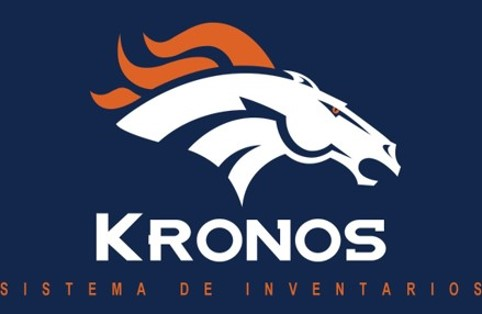 KRONOS
SISTEMA DE INVENTARIOS